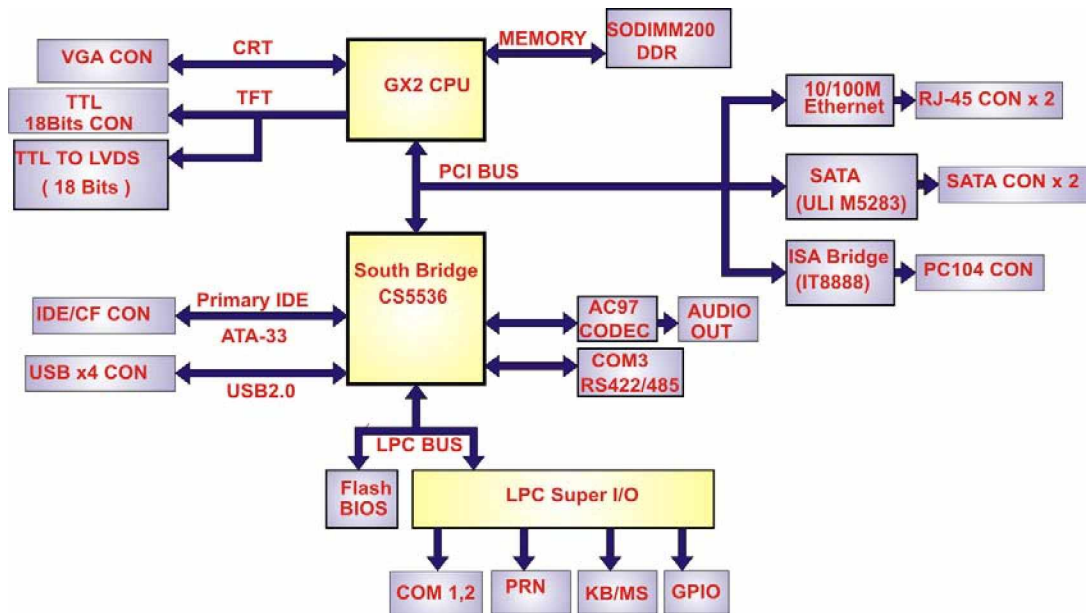 VGA CON
CRT
GX2 CPU
MEMORY
SODIMM200
DDR
TTL
18Bits CON
TFT
TTL TO LVDS
( 18 Bits )
10/100M
Ethernet
RJ-45 CON x 2
PCI BUS
SATA
(ULI M5283)
SATA CON x 2
ISA Bridge
(IT8888)
PC104 CON
South Bridge
CS5536
IDE/CF CON
Primary IDE
ATA-33
AC97
CODEC
AUDIO
OUT
USB x4 CON
USB2.0
COM3
RS422/485
LPC BUS
Flash
BIOS
LPC Super I/O
COM 1,2
PRN
KB/MS
GPIO